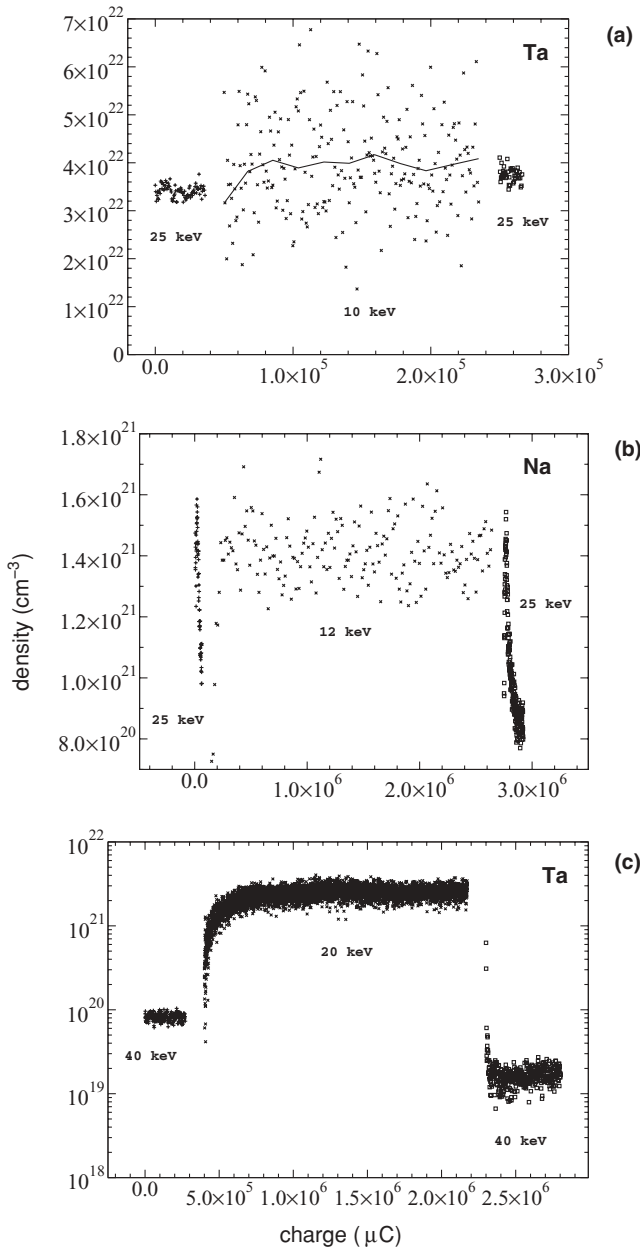 (a)
Ta
7×10²²
6×10²²
5×10²²
4×10²²
3×10²²
2×10²²
1×10²²
0
25 keV
10 keV
25 keV
0.0 1.0×10⁵ 2.0×10⁵ 3.0×10⁵
(b)
Na
1.8×10²¹
1.6×10²¹
1.4×10²¹
1.2×10²¹
1.0×10²¹
8.0×10²⁰
density (cm⁻³)
25 keV
12 keV
25 keV
0.0 1.0×10⁶ 2.0×10⁶ 3.0×10⁶
(c)
Ta
10²²
10²¹
10²⁰
10¹⁹
10¹⁸
40 keV
20 keV
40 keV
0.0 5.0×10⁵ 1.0×10⁶ 1.5×10⁶ 2.0×10⁶ 2.5×10⁶
charge ( μC)